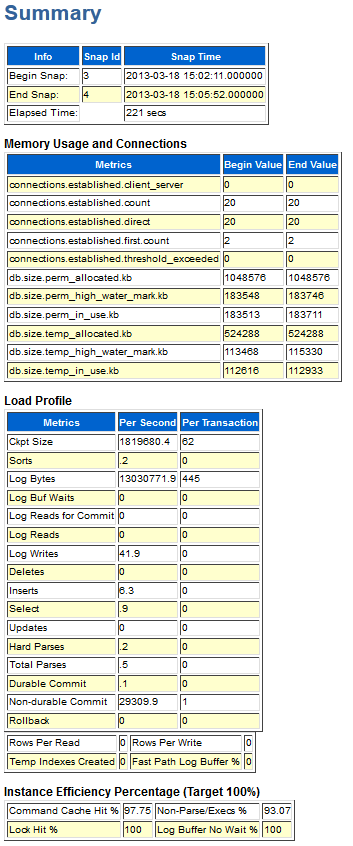 Summary
Info Snap Id Snap Time
Begin Snap: 3 2013-03-18 15:02:11.000000
End Snap: 4 2013-03-18 15:05:52.000000
Elapsed Time: 221 secs
Memory Usage and Connections
Metrics Begin Value End Value
connections.established.client_server 0 0
connections.established.count 20 20
connections.established.direct 20 20
connections.established.first.count 2 2
connections.established.threshold_exceeded 0 0
db.size.perm_allocated.kb 1048576 1048576
db.size.perm_high_water_mark.kb 183548 183746
db.size.perm_in_use.kb 183513 183711
db.size.temp_allocated.kb 524288 524288
db.size.temp_high_water_mark.kb 113468 115330
db.size.temp_in_use.kb 112616 112933
Load Profile
Metrics Per Second Per Transaction
Ckpt Size 1819680.4 62
Sorts .2 0
Log Bytes 13030771.9 445
Log Buf Waits 0 0
Log Reads for Commit 0 0
Log Reads 0 0
Log Writes 41.9 0
Deletes 0 0
Inserts 6.3 0
Select .9 0
Updates 0 0
Hard Parses .2 0
Total Parses .5 0
Durable Commit .1 0
Non-durable Commit 29309.9 1
Rollback 0 0
Rows Per Read 0 Rows Per Write 0
Temp Indexes Created 0 Fast Path Log Buffer % 0
Instance Efficiency Percentage (Target 100%)
Command Cache Hit % 97.75 Non-Parse/Execs % 93.07
Lock Hit % 100 Log Buffer No Wait % 100